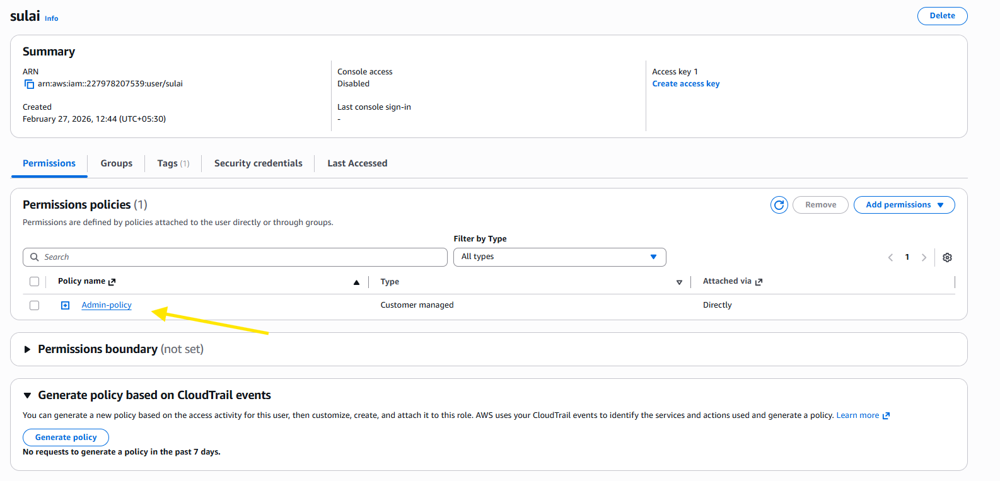 sulai Info
Delete
Summary
ARN
arn:aws:iam::227978207539:user/sulai
Created
February 27, 2026, 12:44 (UTC+05:30)
Console access
Disabled
Last console sign-in
-
Access key 1
Create access key
Permissions Groups Tags (1) Security credentials Last Accessed
Permissions policies (1)
Remove Add permissions
Permissions are defined by policies attached to the user directly or through groups.
Filter by Type
Search All types 1
Policy name Type Attached via
Admin-policy Customer managed Directly
Permissions boundary (not set)
Generate policy based on CloudTrail events
You can generate a new policy based on the access activity for this user, then customize, create, and attach it to this role. AWS uses your CloudTrail events to identify the services and actions used and generate a policy. Learn more
Generate policy
No requests to generate a policy in the past 7 days.